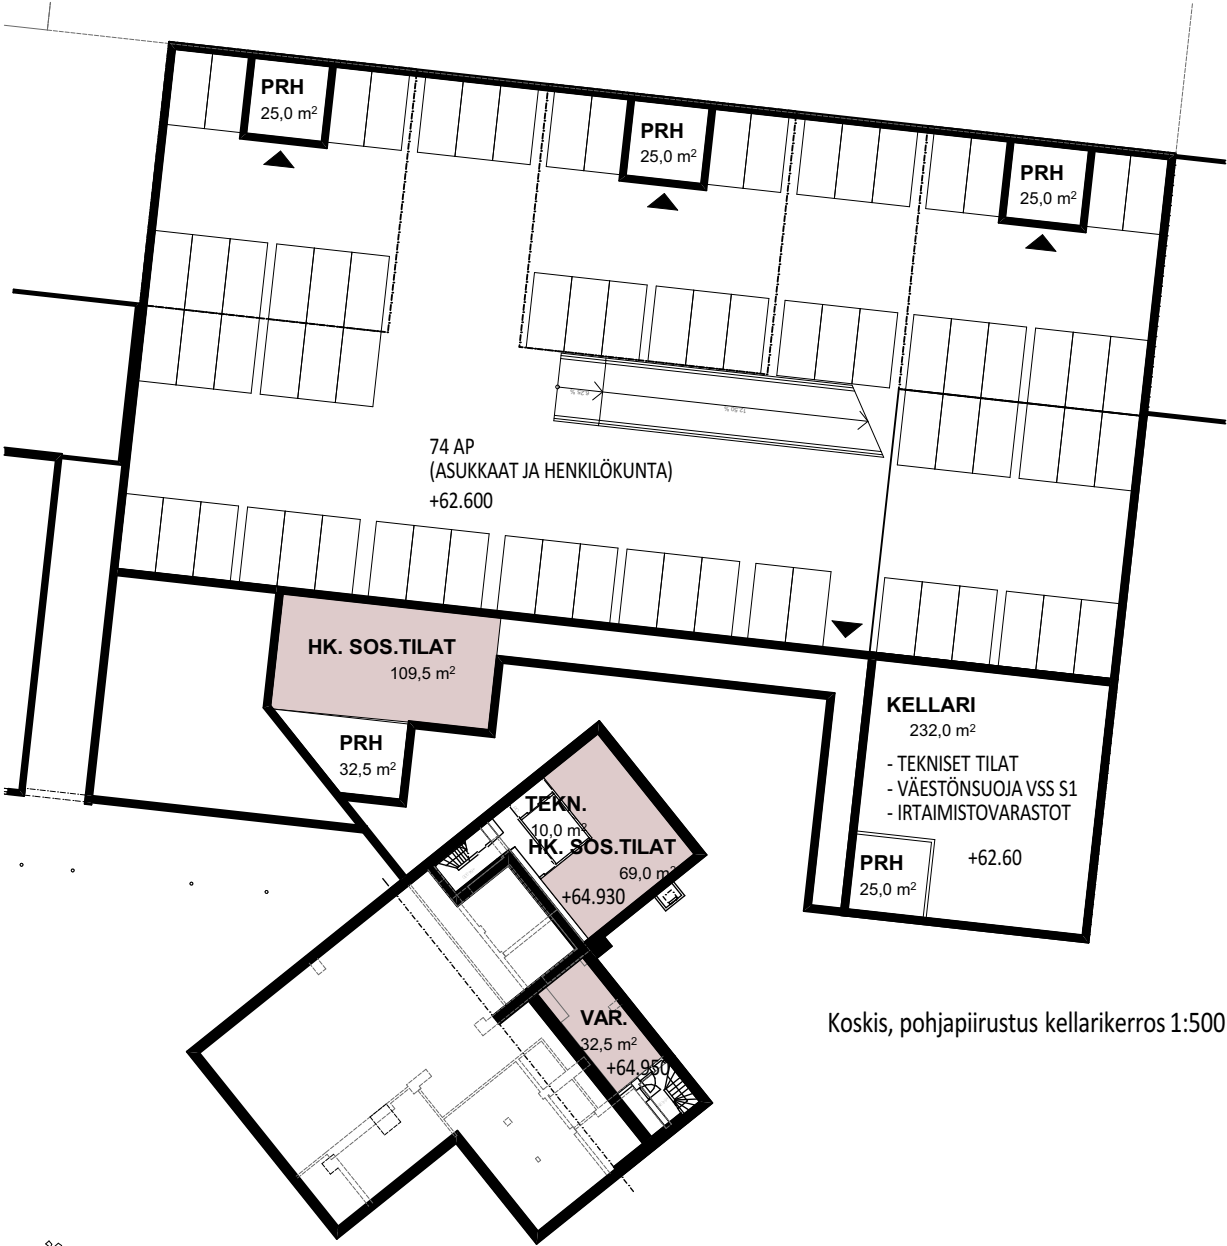 PRH
25,0 m²
PRH
25,0 m²
PRH
25,0 m²
74 AP
(ASUKKAAT JA HENKILÖKUNTA)
+62.600
HK. SOS.TILAT
109,5 m²
PRH
32,5 m²
KELLARI
232,0 m²
- TEKNISET TILAT
- VÄESTÖNSUOJA VSS S1
- IRTAIMISTOVARASTOT
+62.60
PRH
25,0 m²
TEKN.
10,0 m²
HK. SOS.TILAT
69,0 m²
+64.930
VAR.
32,5 m²
+64.950
Koskis, pohjapiirustus kellarikerros 1:500